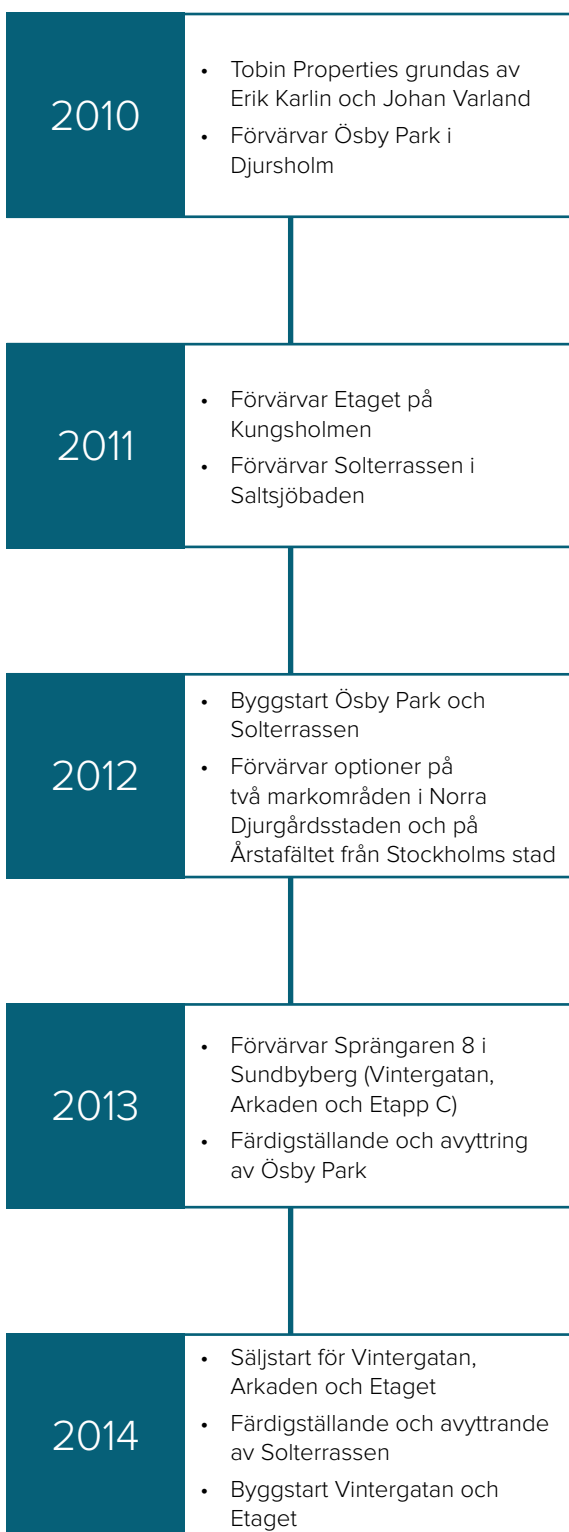 2010
• Tobin Properties grundas av
Erik Karlin och Johan Varland
• Förvärvar Ösby Park i
Djursholm
2011
• Förvärvar Etaget på
Kungsholmen
• Förvärvar Solterrassen i
Saltsjöbaden
2012
• Byggstart Ösby Park och
Solterrassen
• Förvärvar optioner på
två markområden i Norra
Djurgårdsstaden och på
Årstafältet från Stockholms stad
2013
• Förvärvar Sprängaren 8 i
Sundbyberg (Vintergatan,
Arkaden och Etapp C)
• Färdigställande och avyttring
av Ösby Park
2014
• Säljstart för Vintergatan,
Arkaden och Etaget
• Färdigställande och avyttrande
av Solterrassen
• Byggstart Vintergatan och
Etaget